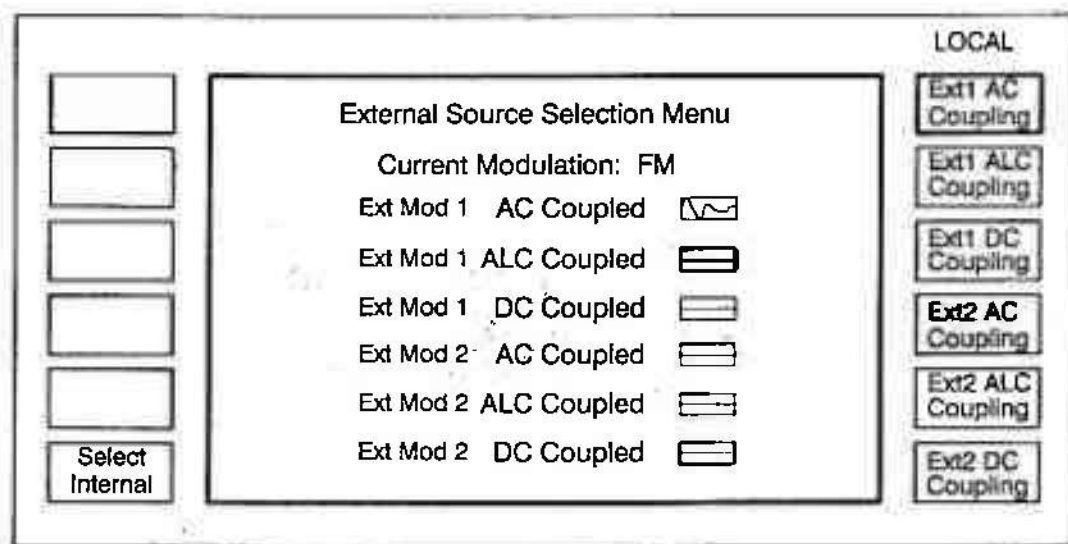 LOCAL
External Source Selection Menu
Current Modulation: FM
Ext Mod 1 AC Coupled
Ext Mod 1 ALC Coupled
Ext Mod 1 DC Coupled
Ext Mod 2 AC Coupled
Ext Mod 2 ALC Coupled
Ext Mod 2 DC Coupled
Select
Internal
Ext1 AC
Coupling
Ext1 ALC
Coupling
Ext1 DC
Coupling
Ext2 AC
Coupling
Ext2 ALC
Coupling
Ext2 DC
Coupling